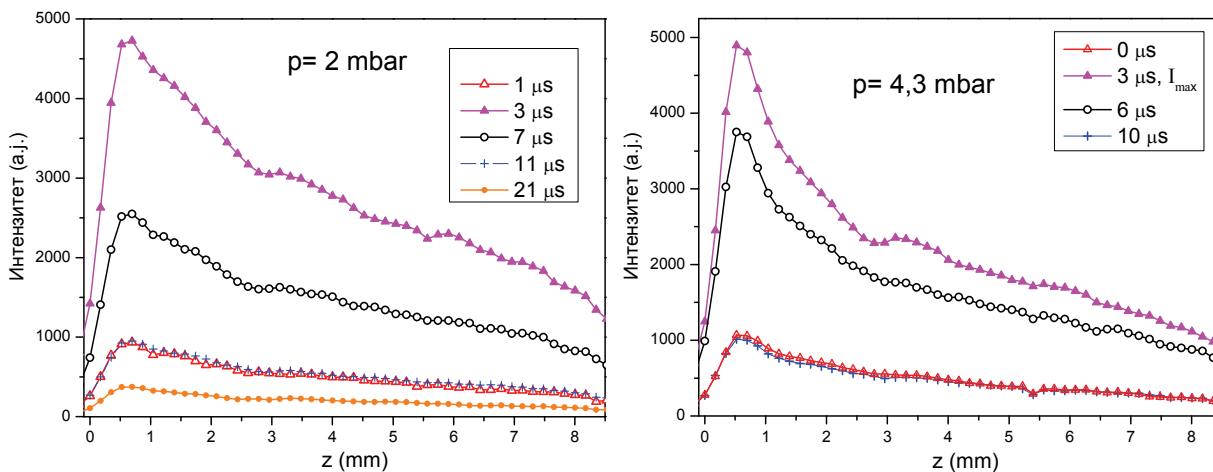 5000
4000
3000
2000
1000
0
Интензитет (a.j.)
p= 2 mbar
1 μs
3 μs
7 μs
11 μs
21 μs
0 1 2 3 4 5 6 7 8
z (mm)
5000
4000
3000
2000
1000
0
Интензитет (a.j.)
p= 4,3 mbar
0 μs
3 μs, Imax
6 μs
10 μs
0 1 2 3 4 5 6 7 8
z (mm)